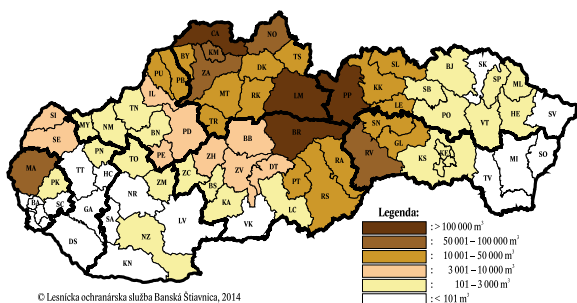 CA
NO
BY
KM
TS
PU
PB
ZA
DK
IL
MT
RK
LM
PP
SL
KK
LE
BJ
SK
SP
ML
SB
PO
VT
HE
SV
SI
SE
MY
NM
TN
BN
PD
TR
PE
BB
BR
SN
GL
RV
KS
MA
PK
PN
TO
ZH
ZV
DT
RA
PT
RS
TT
HC
ZM
ZC
BS
KA
LC
VK
TV
MI
SO
BA
SC
GA
SA
NR
LV
DS
NZ
KN
Legenda:
: > 100 000 m³
: 50 001 – 100 000 m³
: 10 001 – 50 000 m³
: 3 001 – 10 000 m³
: 101 – 3 000 m³
: < 101 m³
© Lesnícka ochranárska služba Banská Štiavnica, 2014